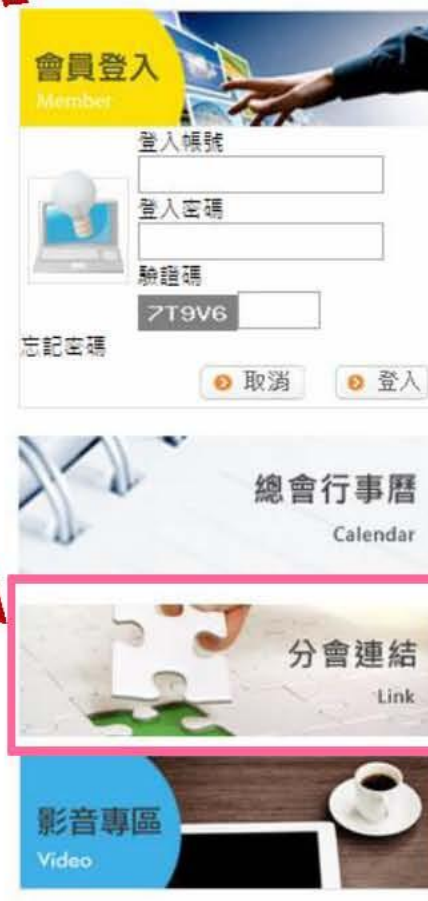 會員登入
Member
登入帳號
登入密碼
驗證碼
7T9V6
忘記密碼
取消
登入
總會行事曆
Calendar
分會連結
Link
影音專區
Video